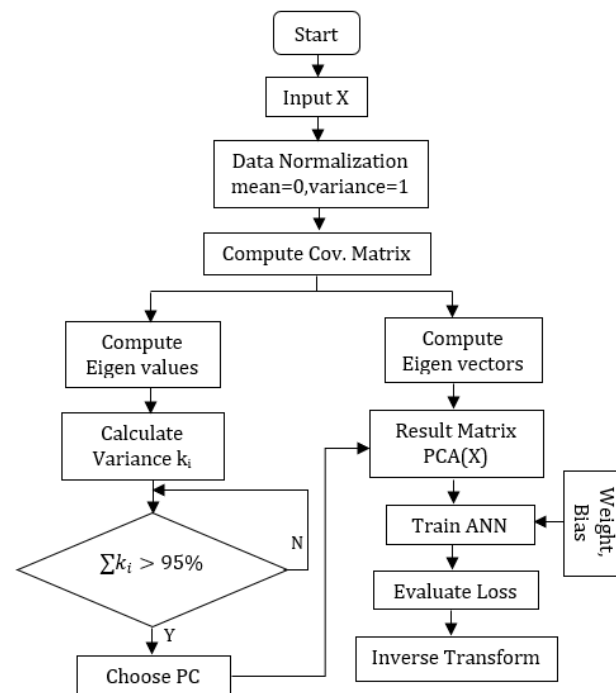 Start
Input X
Data Normalization
mean=0,variance=1
Compute Cov. Matrix
Compute
Eigen values
Compute
Eigen vectors
Calculate
Variance kᵢ
Result Matrix
PCA(X)
Weight,
Bias
Train ANN
N
∑kᵢ > 95%
Evaluate Loss
Y
Inverse Transform
Choose PC